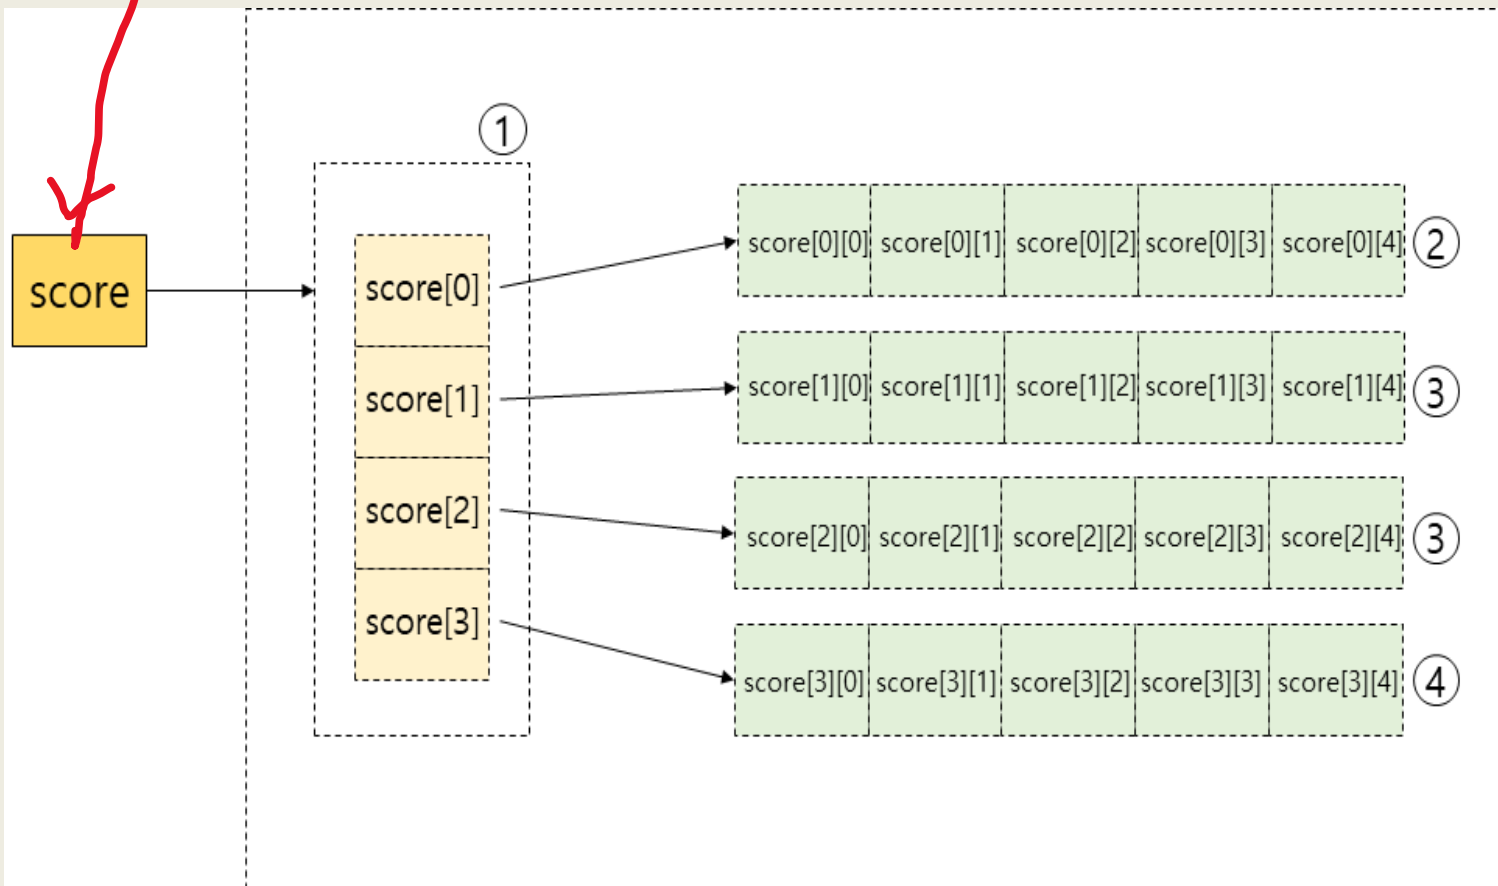 ①
score
score[0]
score[1]
score[2]
score[3]
score[0][0] score[0][1] score[0][2] score[0][3] score[0][4] ②
score[1][0] score[1][1] score[1][2] score[1][3] score[1][4] ③
score[2][0] score[2][1] score[2][2] score[2][3] score[2][4] ③
score[3][0] score[3][1] score[3][2] score[3][3] score[3][4] ④